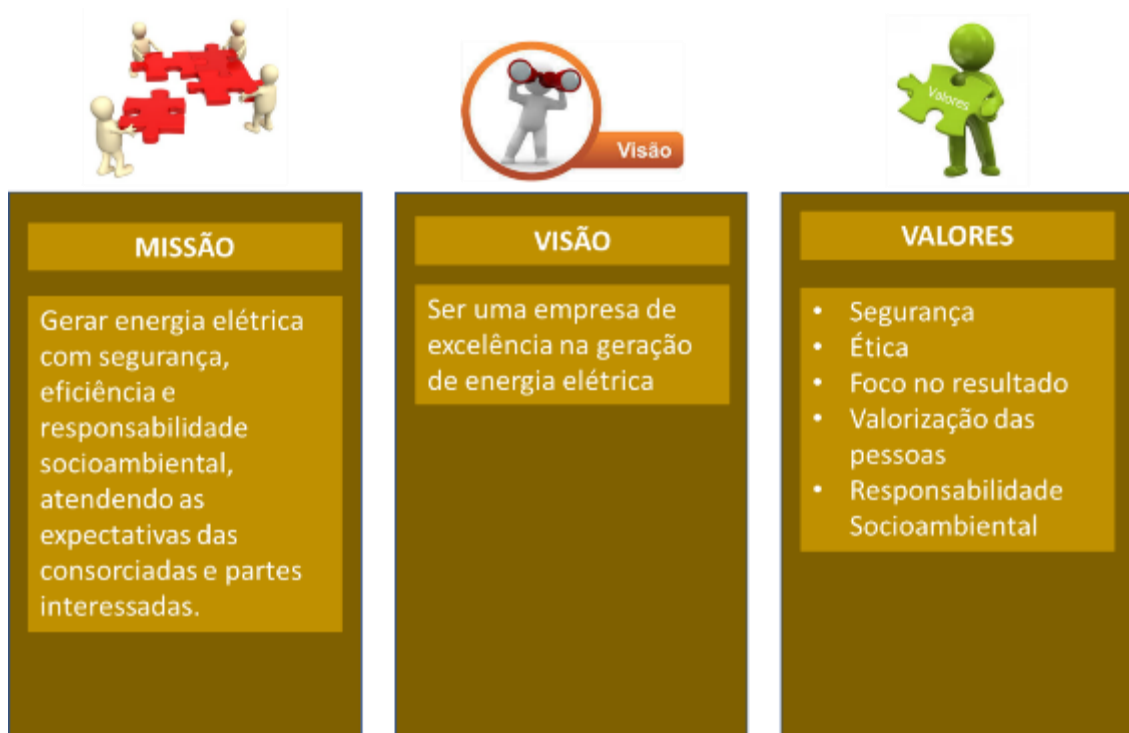 Visão
Valores
MISSÃO
Gerar energia elétrica
com segurança,
eficiência e
responsabilidade
socioambiental,
atendendo as
expectativas das
consorciadas e partes
interessadas.
VISÃO
Ser uma empresa de
excelência na geração
de energia elétrica
VALORES
• Segurança
• Ética
• Foco no resultado
• Valorização das
pessoas
• Responsabilidade
Socioambiental